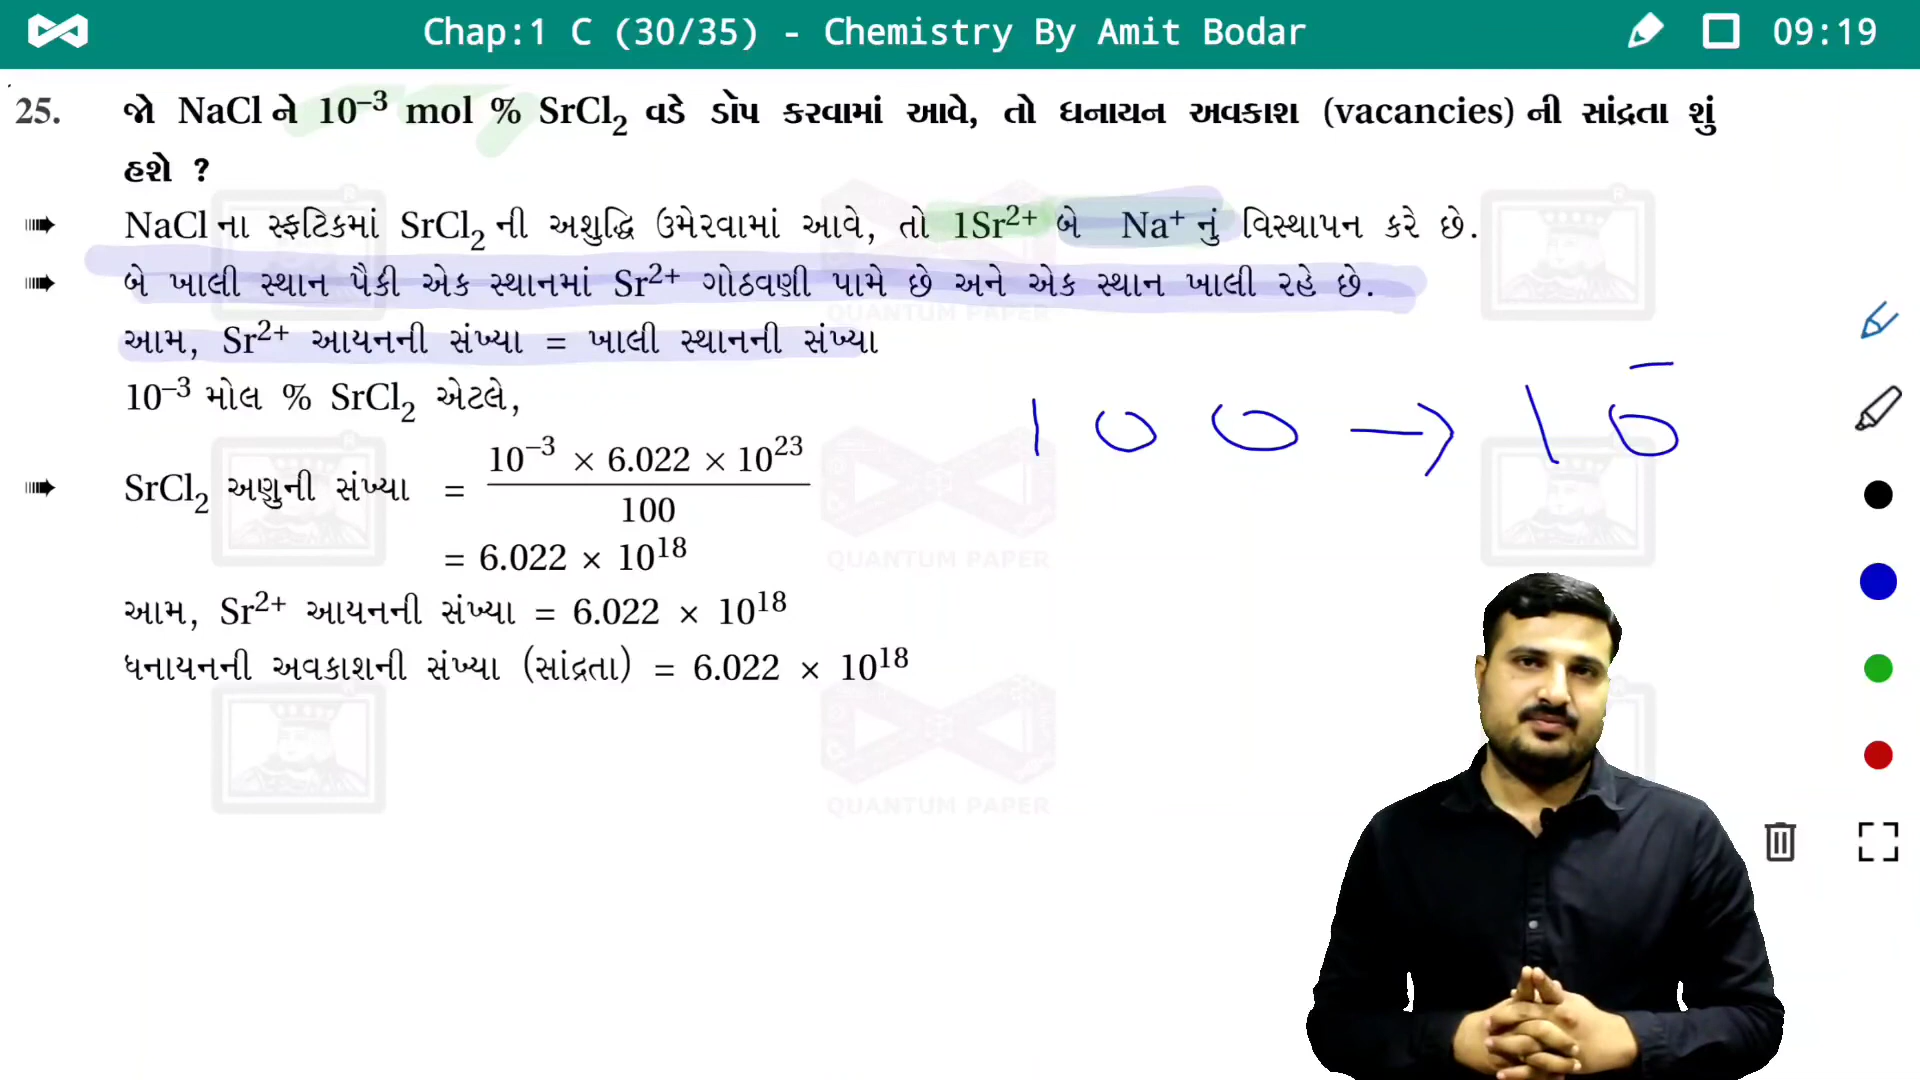 Chap:1 C (30/35) - Chemistry By Amit Bodar 09:19
25. જો NaCl ને 10⁻³ mol % SrCl₂ વડે ડોપ કરવામાં આવે, તો ધનાયન અવકાશ (vacancies) ની સાંદ્રતા શું
હશે ?
➠ NaCl ના સ્ફટિકમાં SrCl₂ ની અશુદ્ધિ ઉમેરવામાં આવે, તો 1Sr²⁺ બે Na⁺ નું વિસ્થાપન કરે છે.
➠ બે ખાલી સ્થાન પૈકી એક સ્થાનમાં Sr²⁺ ગોઠવણી પામે છે અને એક સ્થાન ખાલી રહે છે.
આમ, Sr²⁺ આયનની સંખ્યા = ખાલી સ્થાનની સંખ્યા
10⁻³ મોલ % SrCl₂ એટલે,
100 → 10⁻
10⁻³ × 6.022 × 10²³
➠ SrCl₂ અણુની સંખ્યા =
100
= 6.022 × 10¹⁸
આમ, Sr²⁺ આયનની સંખ્યા = 6.022 × 10¹⁸
ધનાયનની અવકાશની સંખ્યા (સાંદ્રતા) = 6.022 × 10¹⁸
QUANTUM PAPER
QUANTUM PAPER